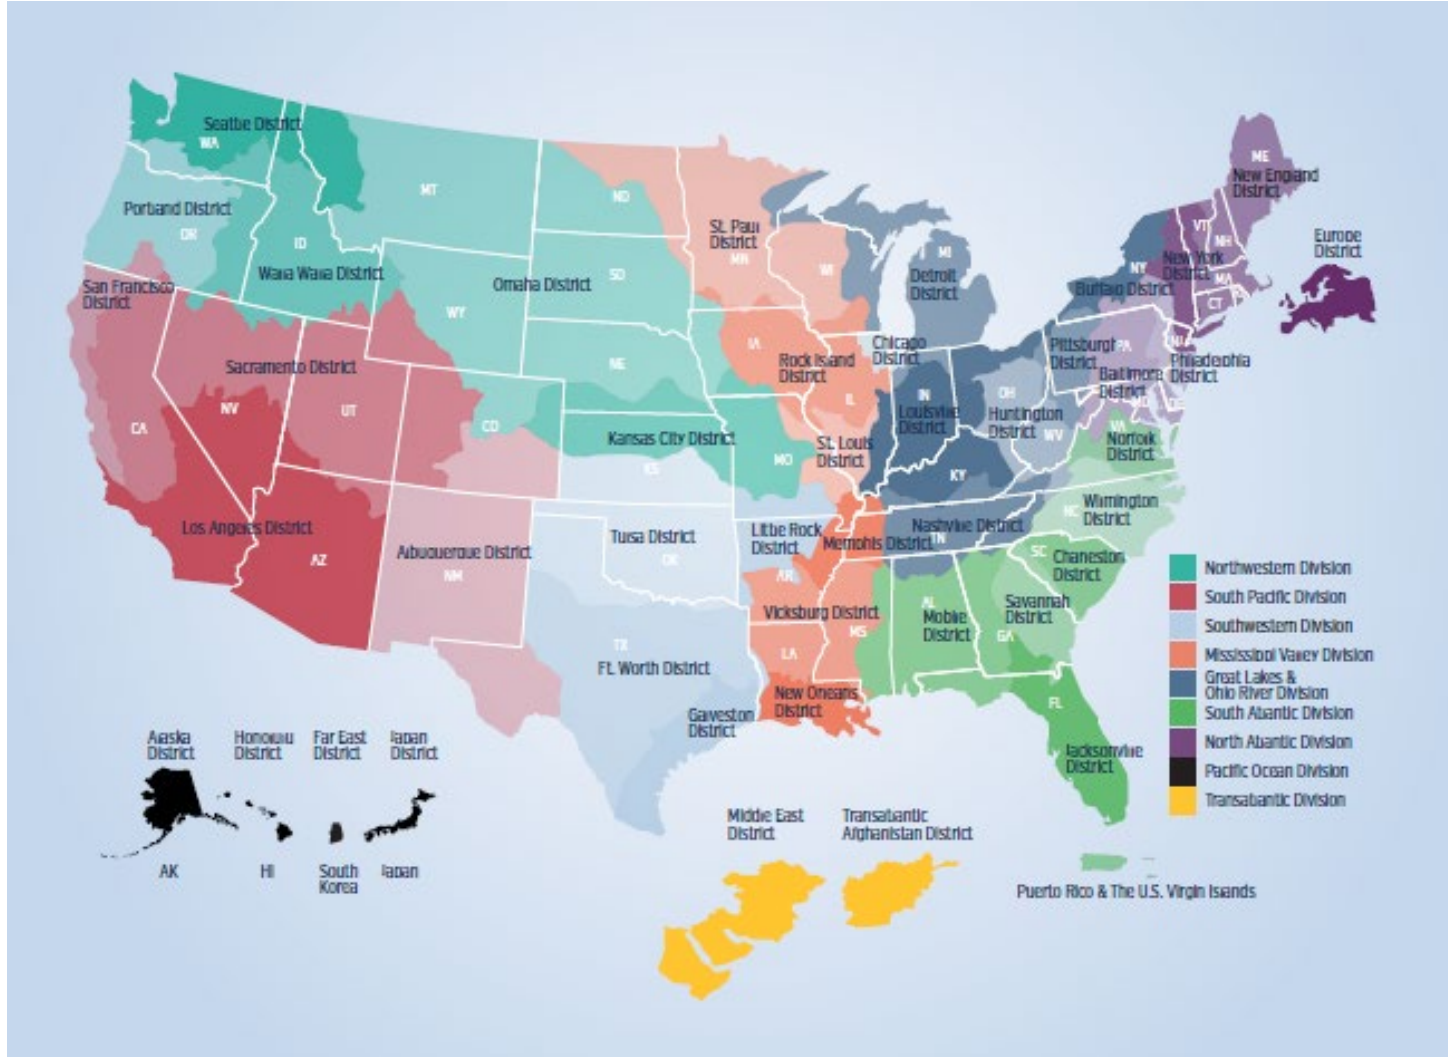 Seattle District
WA
MT
ND
ME
New England
District
Portland District
OR
ID
Walla Walla District
St. Paul
District
MN
WI
MI
Detroit
District
VT
NH
NY
New York
District
MA
CT
RI
Buffalo District
Europe
District
San Francisco
District
Omaha District
SD
WY
IA
Rock Island
District
Chicago
District
Pittsburgh
District
PA
NJ
Philadelphia
District
Baltimore
District
MD
DE
Sacramento District
NE
NV
UT
CO
CA
IL
IN
OH
Louisville
District
Huntington
District
WV
VA
Norfolk
District
Kansas City District
KS
MO
St. Louis
District
KY
Wilmington
District
NC
Los Angeles District
AZ
Albuquerque District
NM
Tulsa District
OK
Little Rock
District
AR
Memphis District
Nashville District
TN
SC
Charleston
District
Vicksburg District
MS
AL
Mobile
District
Savannah
District
GA
TX
Ft. Worth District
LA
New Orleans
District
Galveston
District
FL
Jacksonville
District
Northwestern Division
South Pacific Division
Southwestern Division
Mississippi Valley Division
Great Lakes &
Ohio River Division
South Atlantic Division
North Atlantic Division
Pacific Ocean Division
Transatlantic Division
Alaska
District
Honolulu
District
Far East
District
Japan
District
AK
HI
South
Korea
Japan
Middle East
District
Transatlantic
Afghanistan District
Puerto Rico & The U.S. Virgin Islands